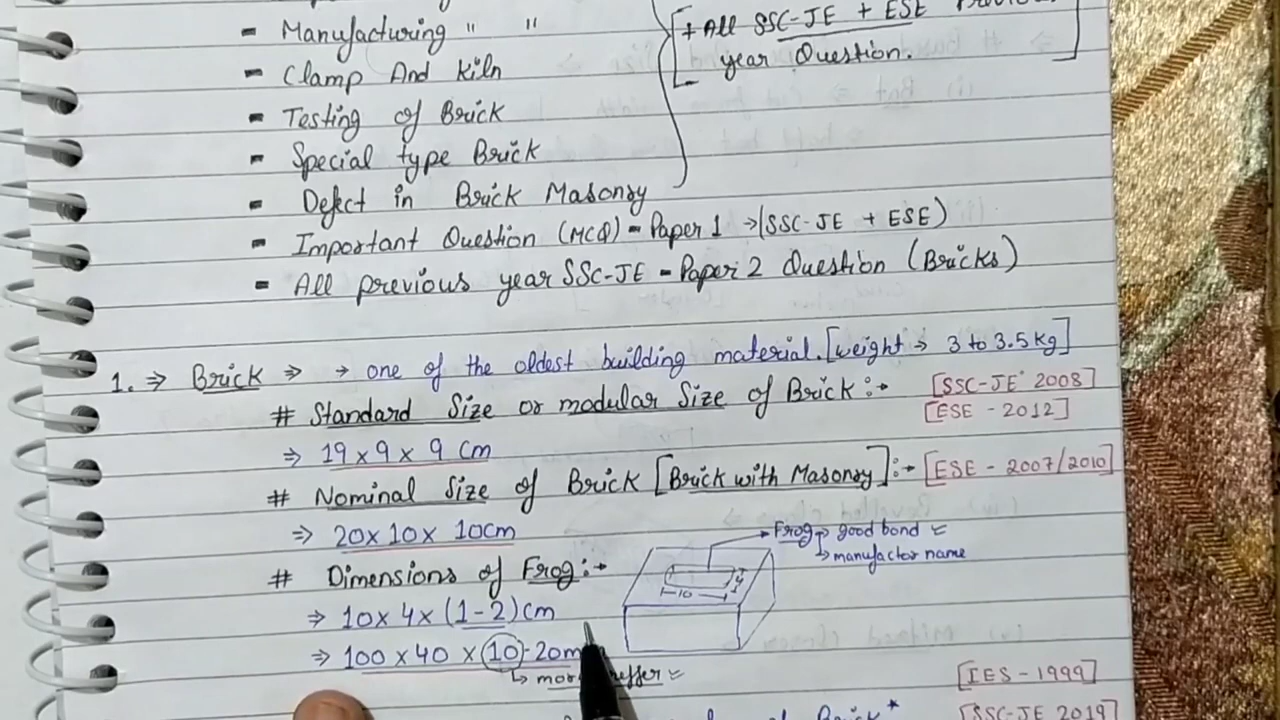 - Manufacturing " "
- Clamp And Kiln
- Testing of Brick
- Special type Brick
- Defect in Brick Masonry
- Important Question (MCQ) - Paper 1 → (SSC-JE + ESE)
- All previous year SSC-JE - Paper 2 Question (Bricks)
[+ All SSC-JE + ESE
year Question.]
1. ⇒ Brick ⇒ → one of the oldest building material. [weight → 3 to 3.5 kg]
# Standard Size or modular Size of Brick :- [SSC-JE 2008]
[ESE - 2012]
⇒ 19 × 9 × 9 cm
# Nominal Size of Brick [Brick with Masonry] :- [ESE - 2007/2010]
⇒ 20 × 10 × 10 cm
Frog → good bond
→ manufactor name
# Dimensions of Frog :-
10
4
⇒ 10 × 4 × (1-2) cm
⇒ 100 × 40 × 10-20m
[IES - 1999]
Brick*
[SSC-JE 2019]